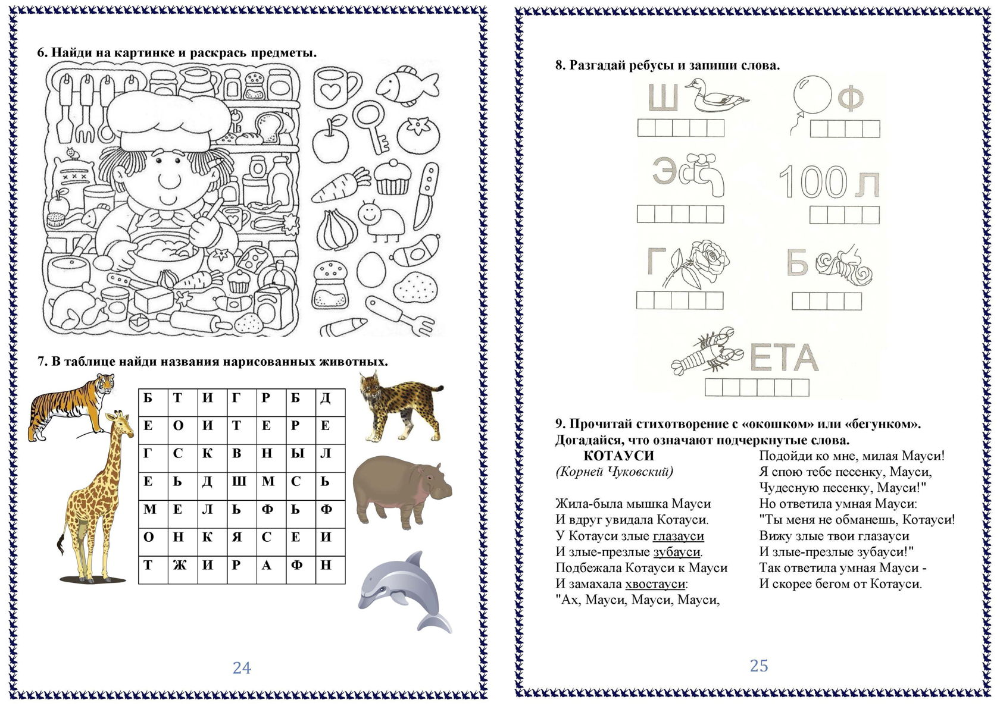 6. Найди на картинке и раскрась предметы.
7. В таблице найди названия нарисованных животных.
Б Т И Г Р Б Д
Е О И Т Е Р Е
Г С К В Н Ы Л
Е Ь Д Ш М С Ь
М Е Л Ь Ф Ь Ф
О Н К Я С Е И
Т Ж И Р А Ф Н
24
8. Разгадай ребусы и запиши слова.
Ш
Ф
Э
100 Л
Г
Б
ЕТА
9. Прочитай стихотворение с «окошком» или «бегунком».
Догадайся, что означают подчеркнутые слова.
КОТАУСИ
(Корней Чуковский)
Жила-была мышка Мауси
И вдруг увидала Котауси.
У Котауси злые глазауси
И злые-презлые зубауси.
Подбежала Котауси к Мауси
И замахала хвостауси:
"Ах, Мауси, Мауси, Мауси,
Подойди ко мне, милая Мауси!
Я спою тебе песенку, Мауси,
Чудесную песенку, Мауси!"
Но ответила умная Мауси:
"Ты меня не обманешь, Котауси!
Вижу злые твои глазауси
И злые-презлые зубауси!"
Так ответила умная Мауси -
И скорее бегом от Котауси.
25